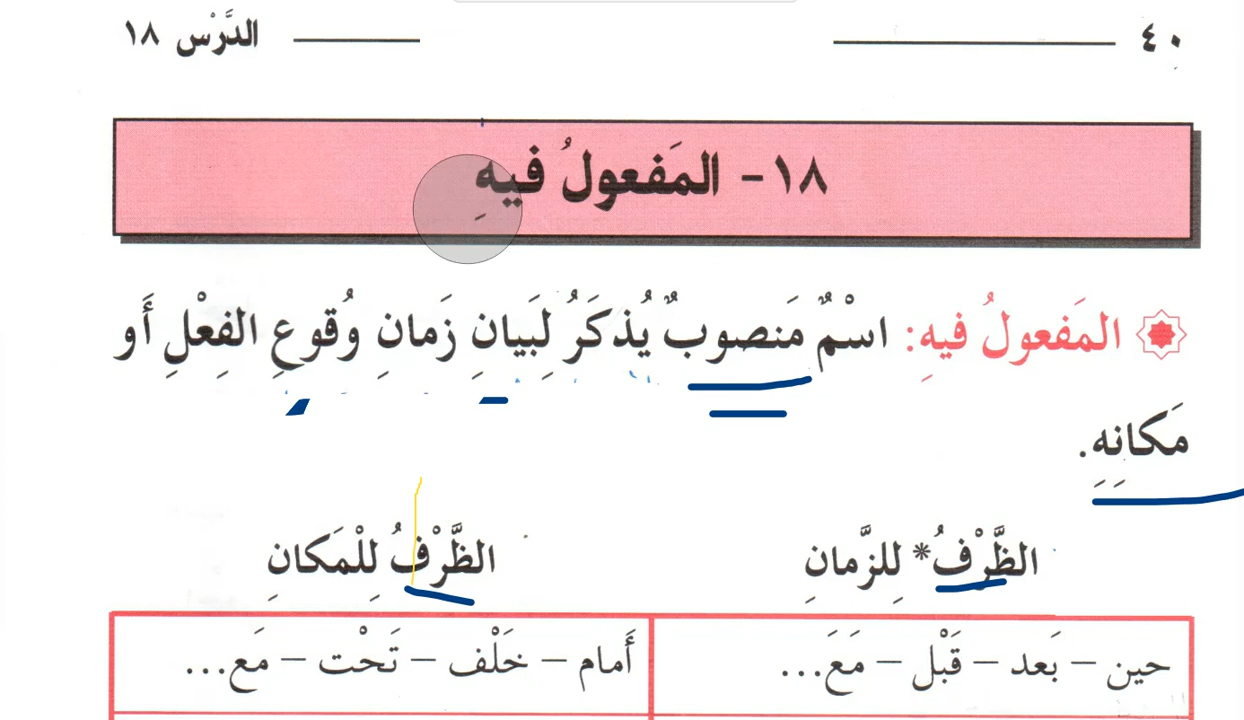 ٤٠ الدَّرْس ١٨
١٨- المَفعولُ فيهِ
المَفعولُ فيهِ: اسْمٌ مَنصوبٌ يُذكَرُ لِبَيانِ زَمانِ وُقوعِ الفِعْلِ أَو
مَكانِهِ.
الظَّرْفُ* لِلزَّمانِ الظَّرْفُ لِلْمَكانِ
حين – بَعد – قَبْل – مَعَ... أَمام – خَلْف – تَحْت – مَع...